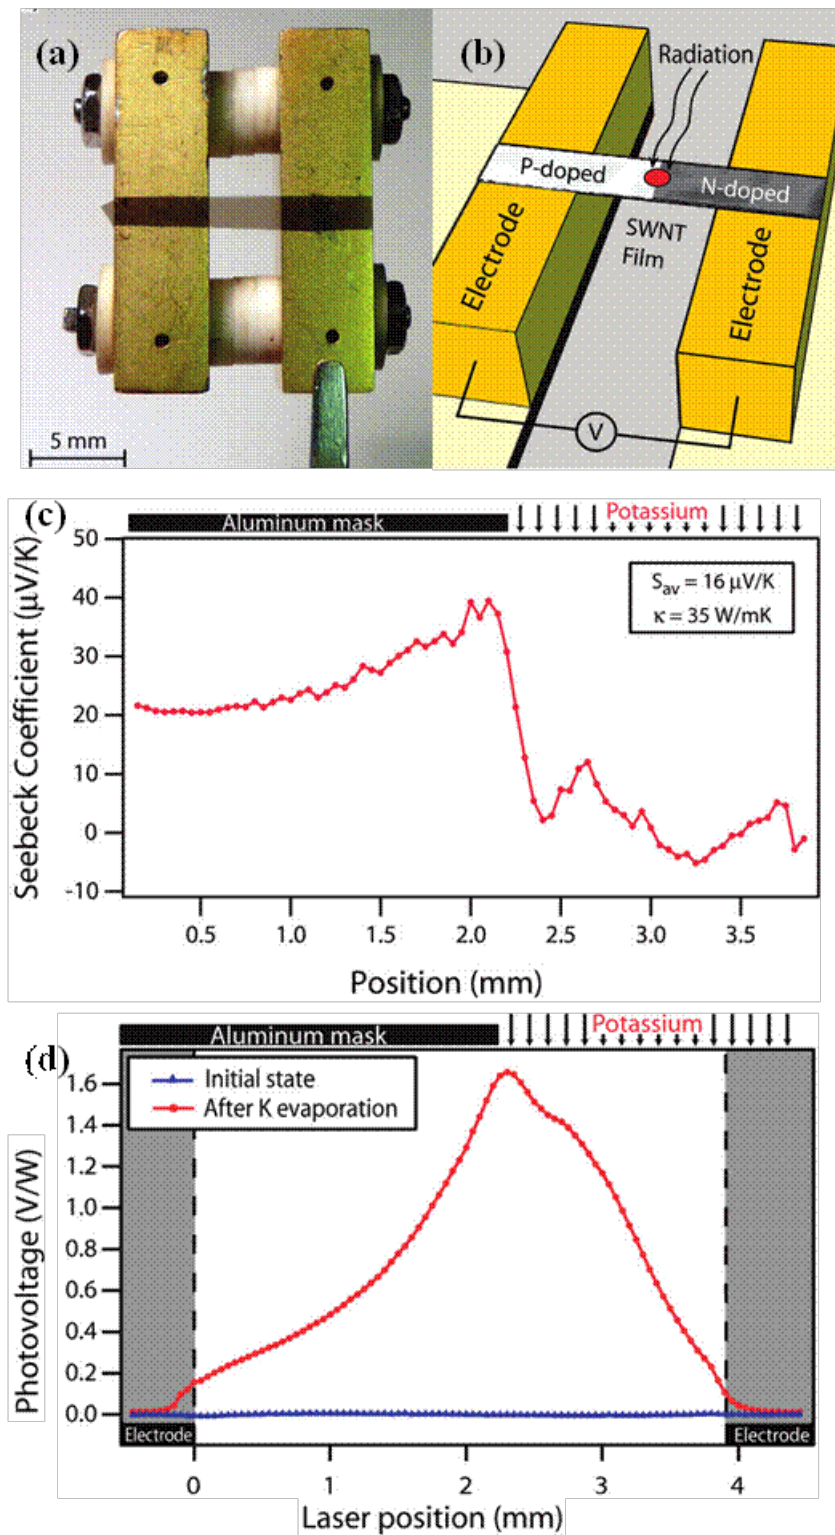 (a)
5 mm
(b)
Radiation
P-doped
N-doped
SWNT
Film
Electrode
Electrode
V
(c)
Aluminum mask
Potassium
Seebeck Coefficient (μV/K)
50
40
30
20
10
0
-10
Sav = 16 μV/K
κ = 35 W/mK
0.5 1.0 1.5 2.0 2.5 3.0 3.5
Position (mm)
(d)
Aluminum mask
Potassium
Photovoltage (V/W)
1.6
1.4
1.2
1.0
0.8
0.6
0.4
0.2
0.0
Initial state
After K evaporation
Electrode
Electrode
0 1 2 3 4
Laser position (mm)